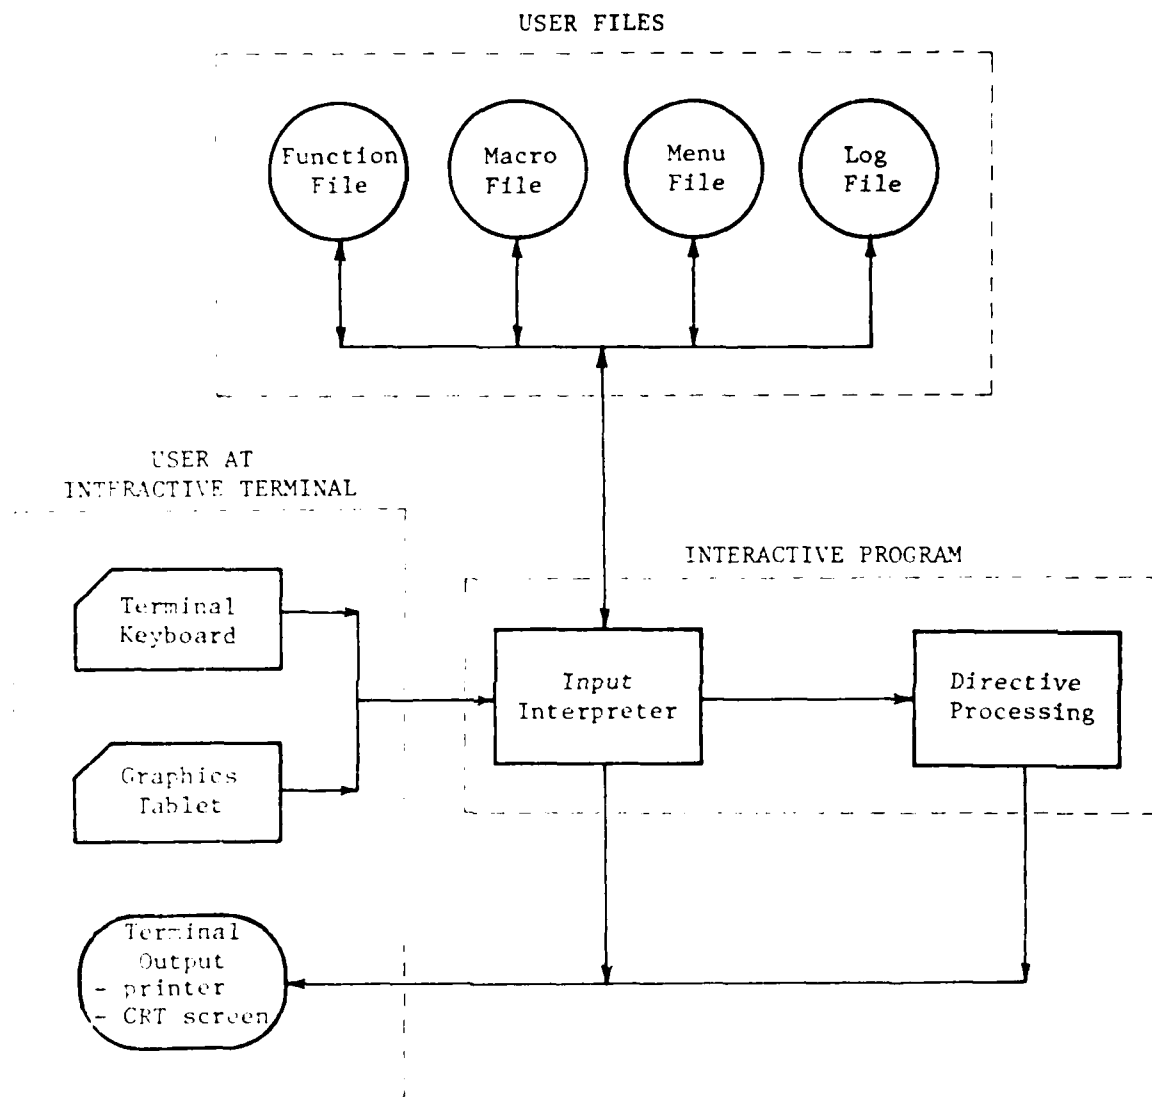 USER FILES
Function
File
Macro
File
Menu
File
Log
File
USER AT
INTERACTIVE TERMINAL
INTERACTIVE PROGRAM
Terminal
Keyboard
Input
Interpreter
Directive
Processing
Graphics
Tablet
Terminal
Output
- printer
- CRT screen